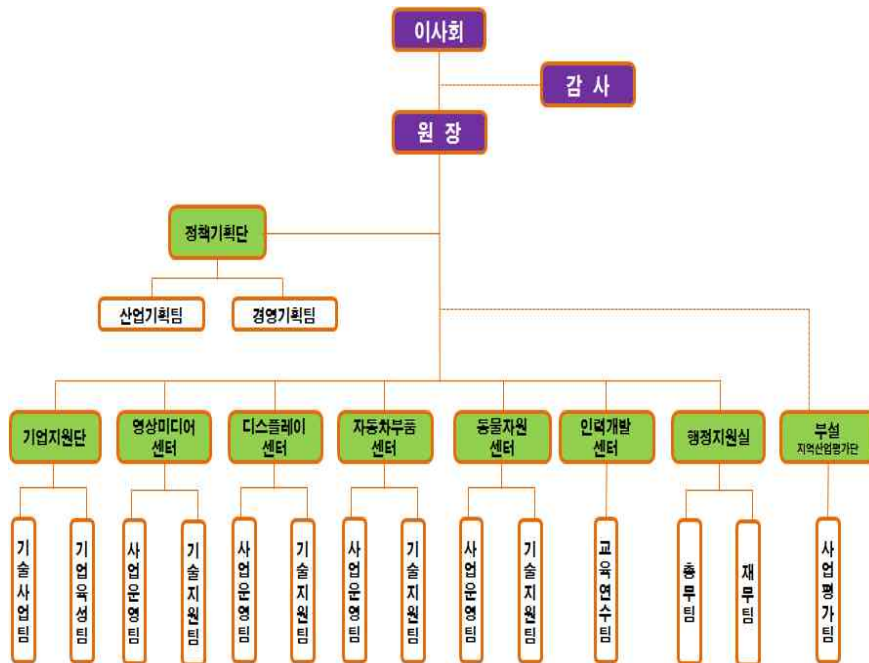 이사회
감 사
원 장
정책기획단
산업기획팀
경영기획팀
기업지원단
영상미디어
센터
디스플레이
센터
자동차부품
센터
동물자원
센터
인력개발
센터
행정지원실
부설
지역산업평가단
기술사업팀
기업육성팀
사업운영팀
기술지원팀
사업운영팀
기술지원팀
사업운영팀
기술지원팀
사업운영팀
기술지원팀
교육연수팀
총무팀
재무팀
사업평가팀